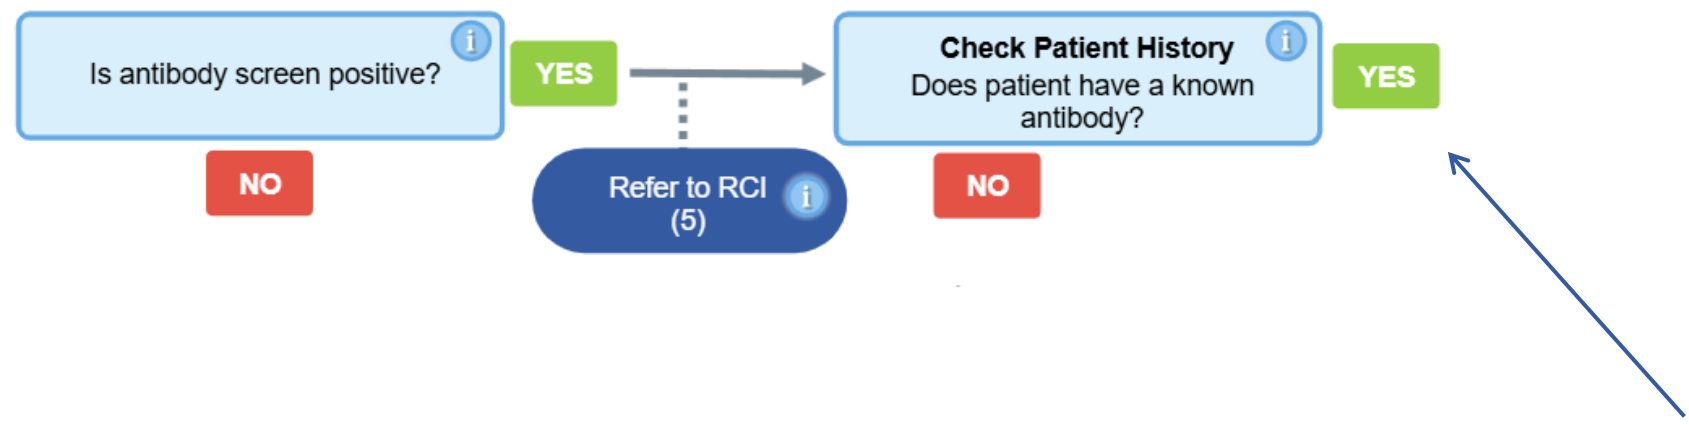 Is antibody screen positive?
YES
NO
Refer to RCI
(5)
Check Patient History
Does patient have a known
antibody?
YES
NO